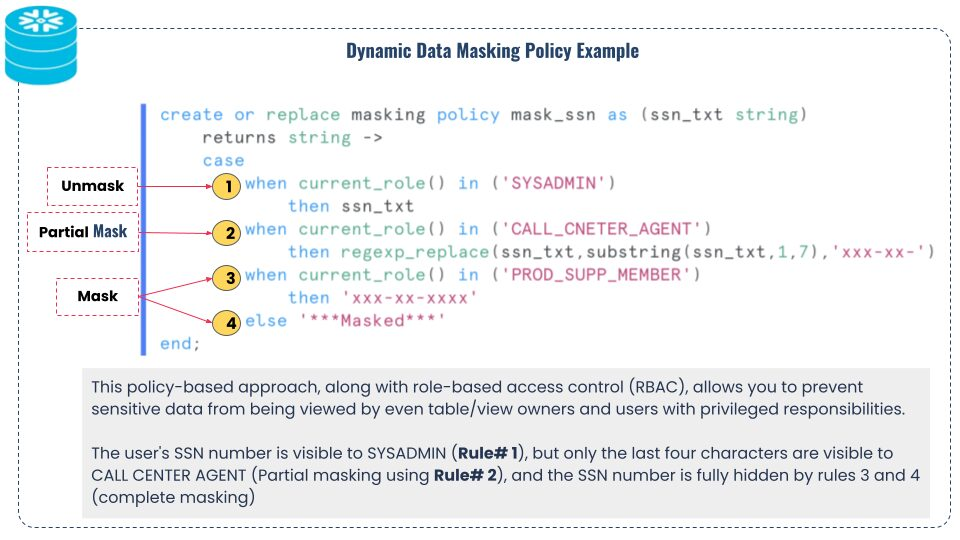 Dynamic Data Masking Policy Example
create or replace masking policy mask_ssn as (ssn_txt string)
returns string ->
case
Unmask
1 when current_role() in ('SYSADMIN')
then ssn_txt
Partial Mask
2 when current_role() in ('CALL_CNETER_AGENT')
then regexp_replace(ssn_txt,substring(ssn_txt,1,7),'xxx-xx-')
Mask
3 when current_role() in ('PROD_SUPP_MEMBER')
then 'xxx-xx-xxxx'
4 else '***Masked***'
end;
This policy-based approach, along with role-based access control (RBAC), allows you to prevent
sensitive data from being viewed by even table/view owners and users with privileged responsibilities.
The user's SSN number is visible to SYSADMIN (Rule# 1), but only the last four characters are visible to
CALL CENTER AGENT (Partial masking using Rule# 2), and the SSN number is fully hidden by rules 3 and 4
(complete masking)